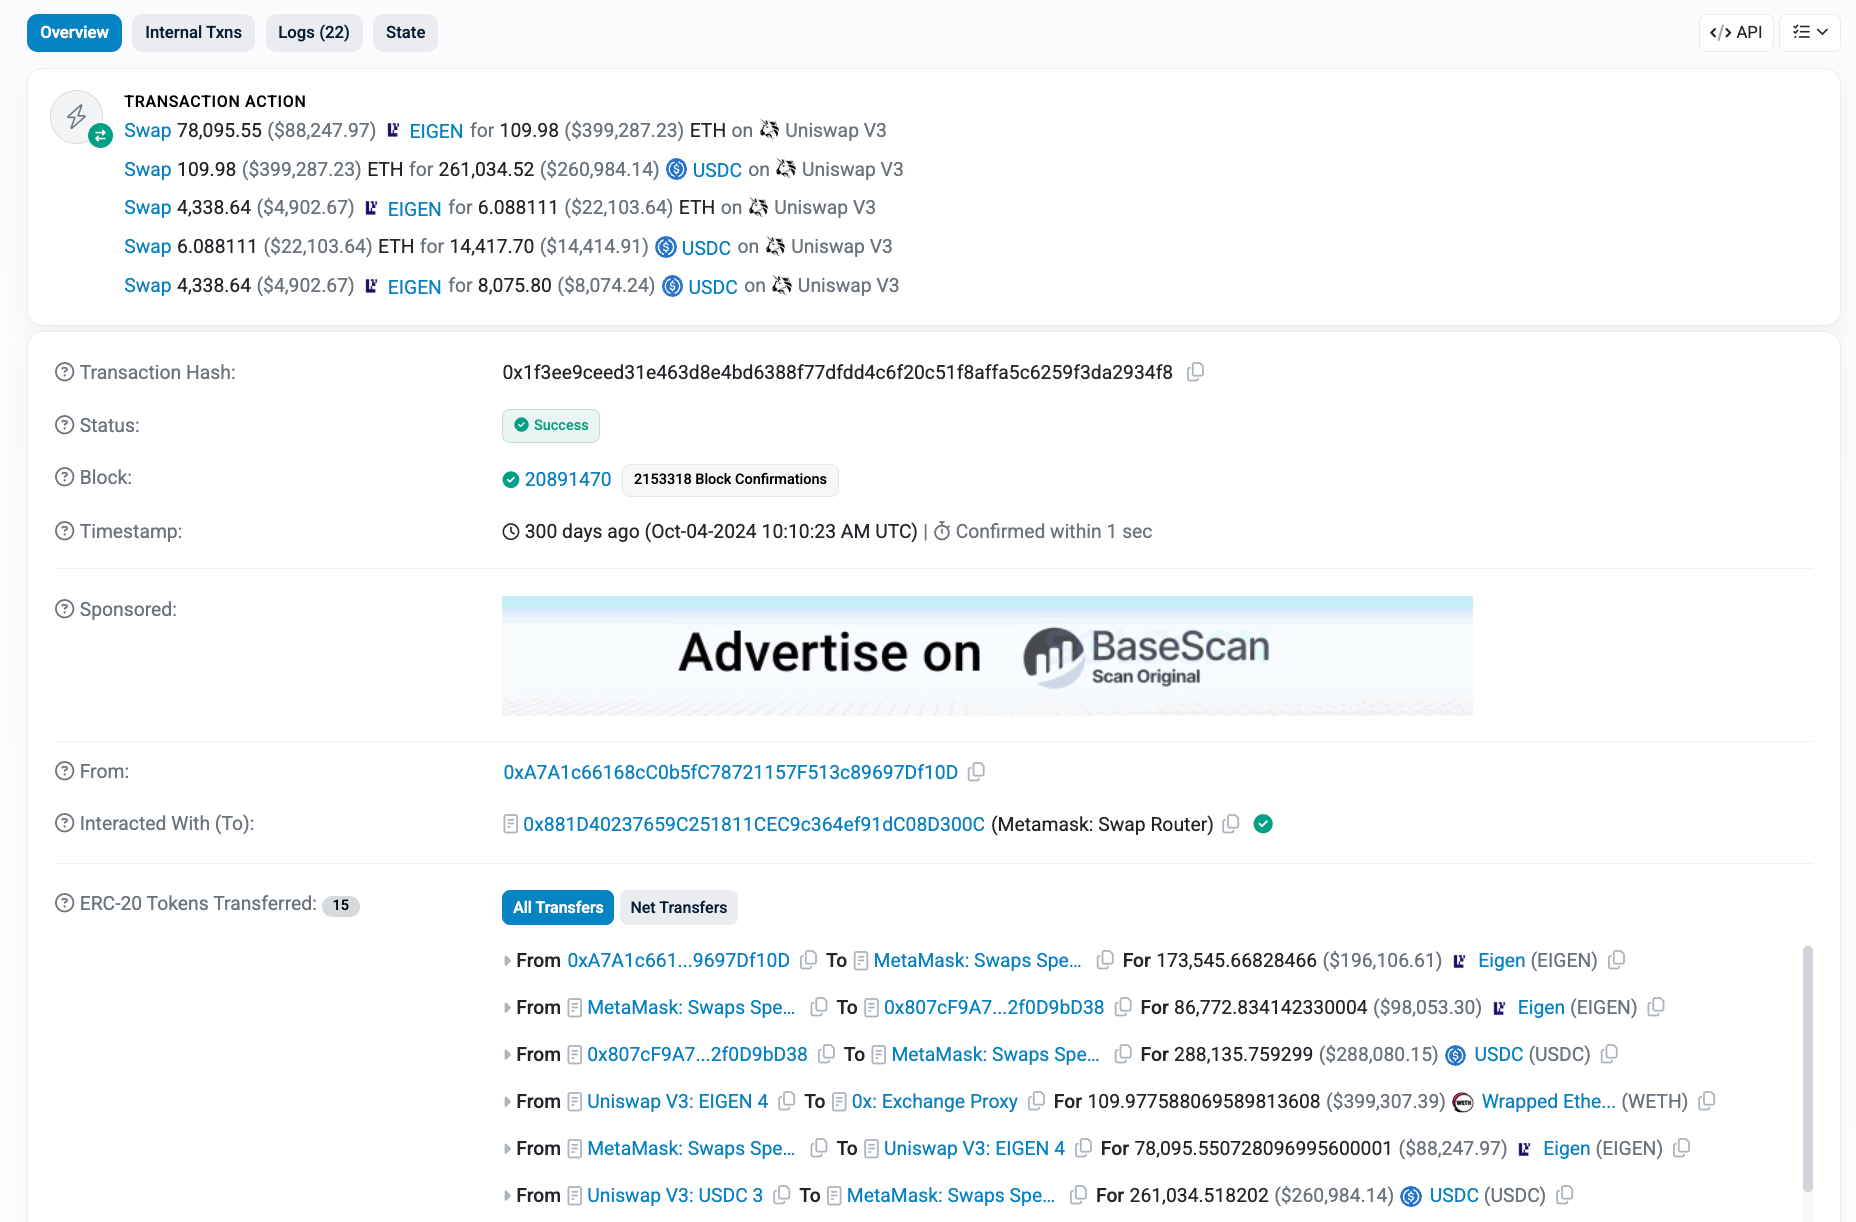 Overview Internal Txns Logs (22) State API
TRANSACTION ACTION
Swap 78,095.55 ($88,247.97) EIGEN for 109.98 ($399,287.23) ETH on Uniswap V3
Swap 109.98 ($399,287.23) ETH for 261,034.52 ($260,984.14) USDC on Uniswap V3
Swap 4,338.64 ($4,902.67) EIGEN for 6.088111 ($22,103.64) ETH on Uniswap V3
Swap 6.088111 ($22,103.64) ETH for 14,417.70 ($14,414.91) USDC on Uniswap V3
Swap 4,338.64 ($4,902.67) EIGEN for 8,075.80 ($8,074.24) USDC on Uniswap V3
Transaction Hash: 0x1f3ee9ceed31e463d8e4bd6388f77dfdd4c6f20c51f8affa5c6259f3da2934f8
Status: Success
Block: 20891470 2153318 Block Confirmations
Timestamp: 300 days ago (Oct-04-2024 10:10:23 AM UTC) | Confirmed within 1 sec
Sponsored:
Advertise on BaseScan
Scan Original
From: 0xA7A1c66168cC0b5fC78721157F513c89697Df10D
Interacted With (To): 0x881D40237659C251811CEC9c364ef91dC08D300C (Metamask: Swap Router)
ERC-20 Tokens Transferred: 15 All Transfers Net Transfers
From 0xA7A1c661...9697Df10D To MetaMask: Swaps Spe... For 173,545.66828466 ($196,106.61) Eigen (EIGEN)
From MetaMask: Swaps Spe... To 0x807cF9A7...2f0D9bD38 For 86,772.834142330004 ($98,053.30) Eigen (EIGEN)
From 0x807cF9A7...2f0D9bD38 To MetaMask: Swaps Spe... For 288,135.759299 ($288,080.15) USDC (USDC)
From Uniswap V3: EIGEN 4 To 0x: Exchange Proxy For 109.977588069589813608 ($399,307.39) WETH Wrapped Ethe... (WETH)
From MetaMask: Swaps Spe... To Uniswap V3: EIGEN 4 For 78,095.5507280969956​00001 ($88,247.97) Eigen (EIGEN)
From Uniswap V3: USDC 3 To MetaMask: Swaps Spe... For 261,034.518202 ($260,984.14) USDC (USDC)